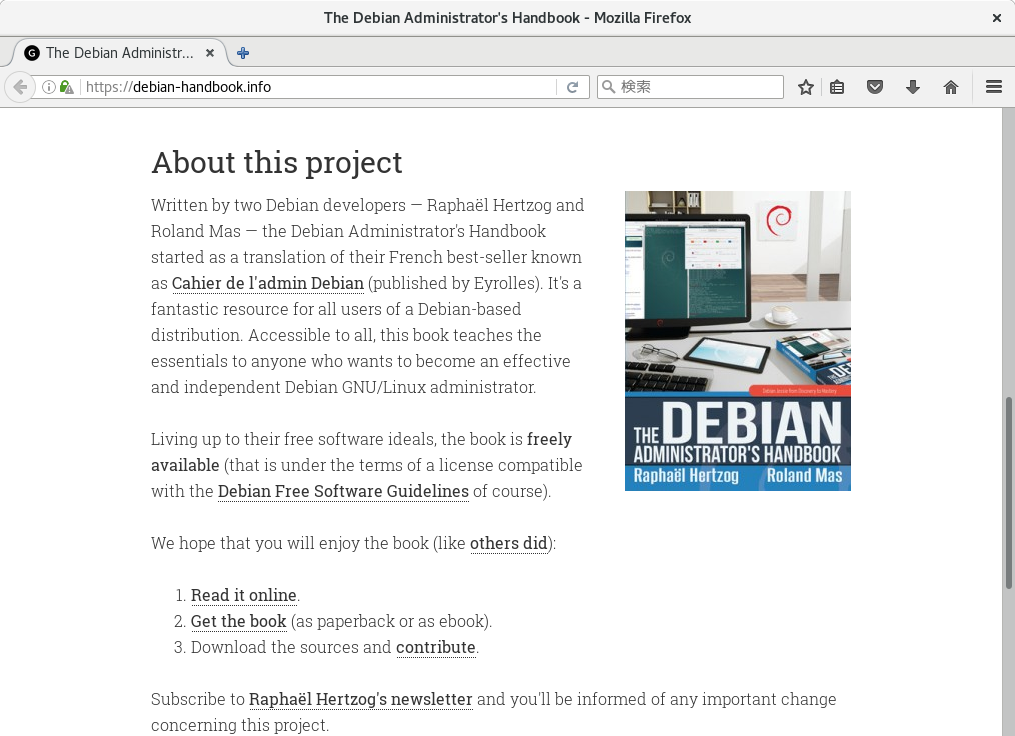 The Debian Administrator's Handbook - Mozilla Firefox
The Debian Administr...
https://debian-handbook.info
検索
About this project
Written by two Debian developers — Raphaël Hertzog and
Roland Mas — the Debian Administrator's Handbook
started as a translation of their French best-seller known
as Cahier de l'admin Debian (published by Eyrolles). It's a
fantastic resource for all users of a Debian-based
distribution. Accessible to all, this book teaches the
essentials to anyone who wants to become an effective
and independent Debian GNU/Linux administrator.
Living up to their free software ideals, the book is freely
available (that is under the terms of a license compatible
with the Debian Free Software Guidelines of course).
We hope that you will enjoy the book (like others did):
1. Read it online.
2. Get the book (as paperback or as ebook).
3. Download the sources and contribute.
Subscribe to Raphaël Hertzog's newsletter and you'll be informed of any important change
concerning this project.
Debian Jessie from Discovery to Mastery
THE DEBIAN
ADMINISTRATOR'S HANDBOOK
Raphaël Hertzog Roland Mas